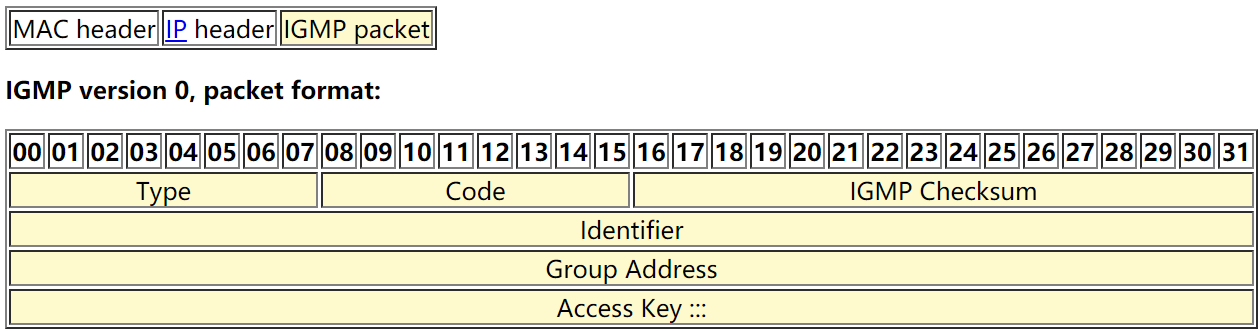 MAC header IP header IGMP packet
IGMP version 0, packet format:
00 01 02 03 04 05 06 07 08 09 10 11 12 13 14 15 16 17 18 19 20 21 22 23 24 25 26 27 28 29 30 31
Type Code IGMP Checksum
Identifier
Group Address
Access Key :::